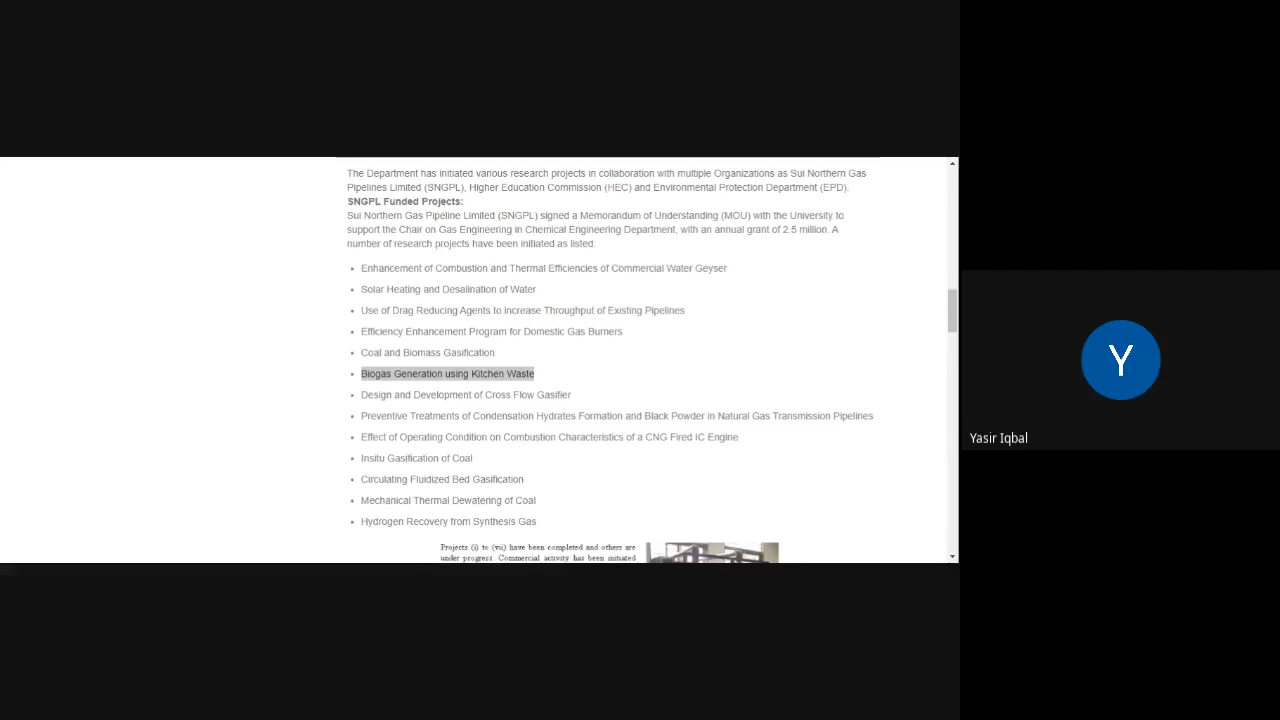 The Department has initiated various research projects in collaboration with multiple Organizations as Sui Northern Gas
Pipelines Limited (SNGPL), Higher Education Commission (HEC) and Environmental Protection Department (EPD).
SNGPL Funded Projects:
Sui Northern Gas Pipeline Limited (SNGPL) signed a Memorandum of Understanding (MOU) with the University to
support the Chair on Gas Engineering in Chemical Engineering Department, with an annual grant of 2.5 million. A
number of research projects have been initiated as listed:
• Enhancement of Combustion and Thermal Efficiencies of Commercial Water Geyser
• Solar Heating and Desalination of Water
• Use of Drag Reducing Agents to increase Throughput of Existing Pipelines
• Efficiency Enhancement Program for Domestic Gas Burners
• Coal and Biomass Gasification
• Biogas Generation using Kitchen Waste
• Design and Development of Cross Flow Gasifier
• Preventive Treatments of Condensation Hydrates Formation and Black Powder in Natural Gas Transmission Pipelines
• Effect of Operating Condition on Combustion Characteristics of a CNG Fired IC Engine
• Insitu Gasification of Coal
• Circulating Fluidized Bed Gasification
• Mechanical Thermal Dewatering of Coal
• Hydrogen Recovery from Synthesis Gas
Projects (i) to (vii) have been completed and others are
under progress. Commercial activity has been initiated
Y
Yasir Iqbal